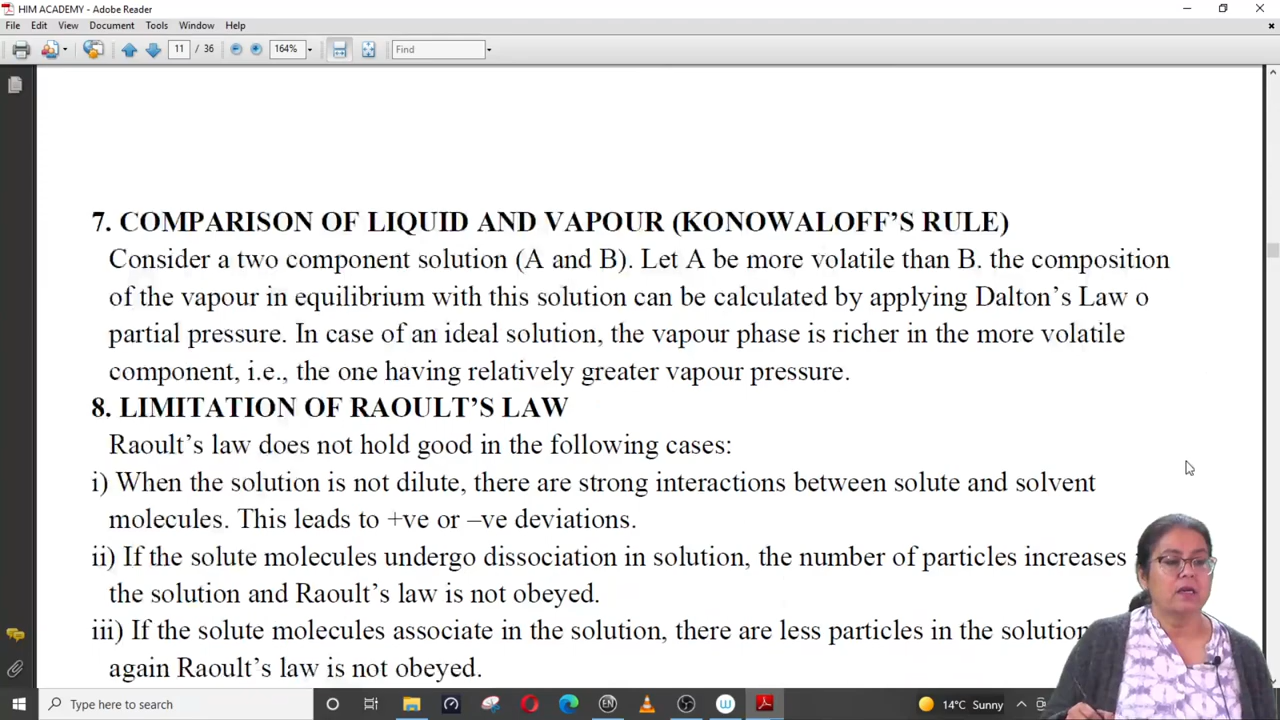 HIM ACADEMY - Adobe Reader
File Edit View Document Tools Window Help
11 / 36 164% Find
7. COMPARISON OF LIQUID AND VAPOUR (KONOWALOFF'S RULE)
Consider a two component solution (A and B). Let A be more volatile than B. the composition
of the vapour in equilibrium with this solution can be calculated by applying Dalton's Law o
partial pressure. In case of an ideal solution, the vapour phase is richer in the more volatile
component, i.e., the one having relatively greater vapour pressure.
8. LIMITATION OF RAOULT'S LAW
Raoult's law does not hold good in the following cases:
i) When the solution is not dilute, there are strong interactions between solute and solvent
molecules. This leads to +ve or –ve deviations.
ii) If the solute molecules undergo dissociation in solution, the number of particles increases
the solution and Raoult's law is not obeyed.
iii) If the solute molecules associate in the solution, there are less particles in the solution
again Raoult's law is not obeyed.
Type here to search EN 14°C Sunny